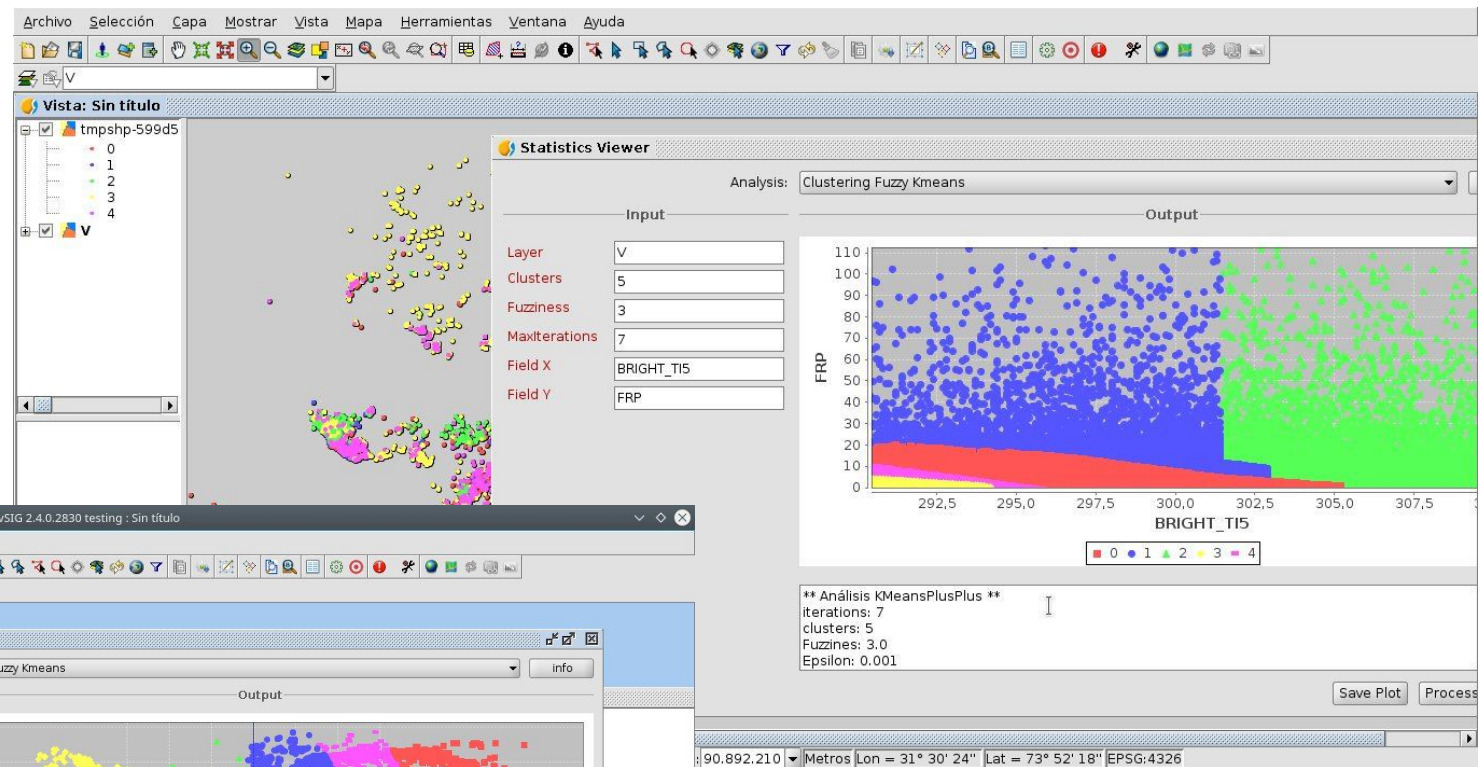 Archivo Selección Capa Mostrar Vista Mapa Herramientas Ventana Ayuda
V
Vista: Sin título
tmpshp-599d5
0
1
2
3
4
V
Statistics Viewer
Analysis: Clustering Fuzzy Kmeans
Input
Output
Layer V
Clusters 5
Fuzziness 3
MaxIterations 7
Field X BRIGHT_TI5
Field Y FRP
110
100
90
80
70
60
50
40
30
20
10
0
FRP
292,5 295,0 297,5 300,0 302,5 305,0 307,5
BRIGHT_TI5
0 1 2 3 4
** Análisis KMeansPlusPlus **
iterations: 7
clusters: 5
Fuzzines: 3.0
Epsilon: 0.001
Save Plot Process
vSIG 2.4.0.2830 testing : Sin título
uzzy Kmeans info
Output
: 90.892.210 Metros Lon = 31° 30' 24" Lat = 73° 52' 18" EPSG:4326